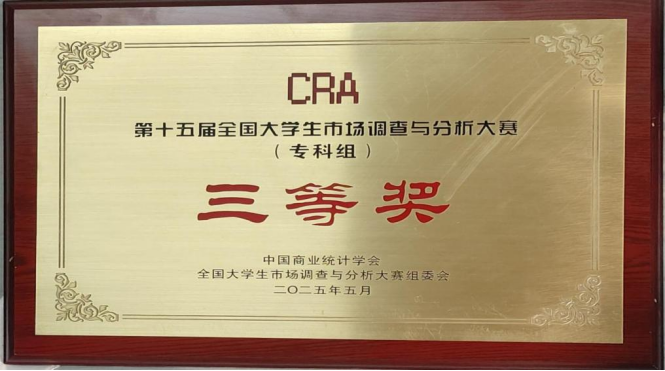 CRA
第十五届全国大学生市场调查与分析大赛
（专科组）
三等奖
中国商业统计学会
全国大学生市场调查与分析大赛组委会
二〇二五年五月